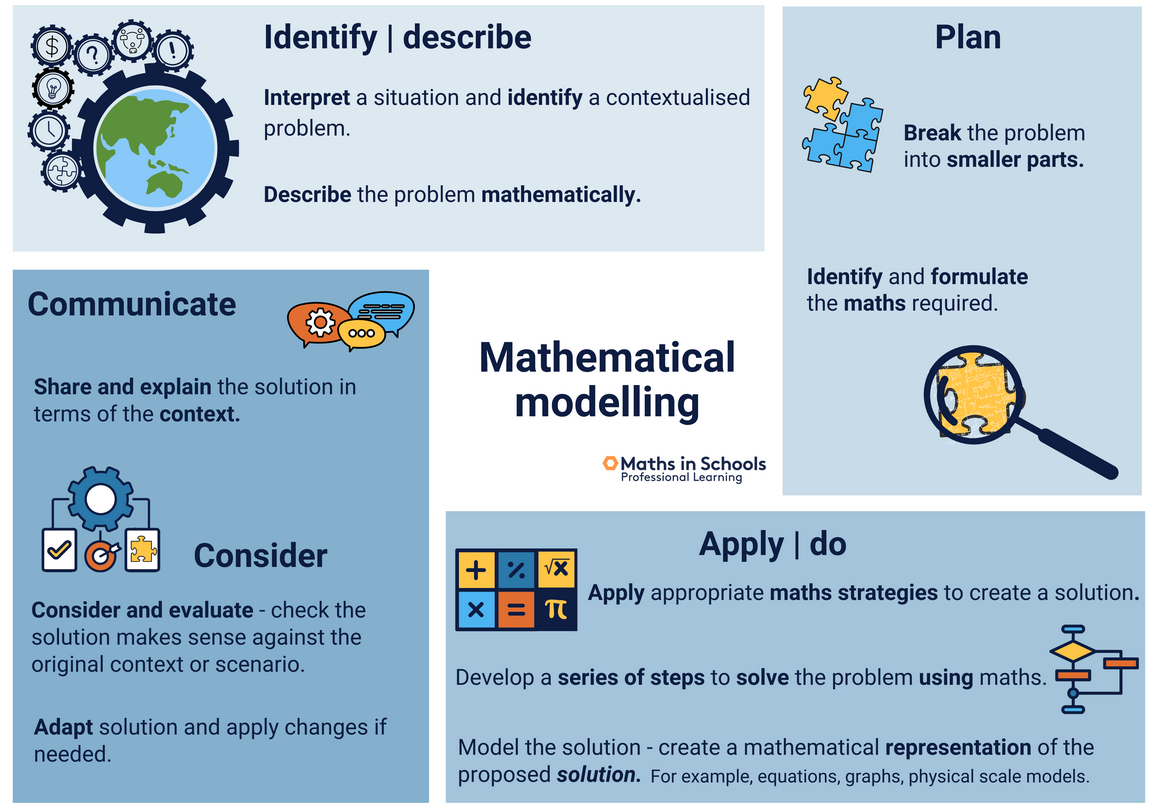 Identify | describe
Interpret a situation and identify a contextualised
problem.
Describe the problem mathematically.
Plan
Break the problem
into smaller parts.
Identify and formulate
the maths required.
Mathematical
modelling
Maths in Schools
Professional Learning
Apply | do
Apply appropriate maths strategies to create a solution.
Develop a series of steps to solve the problem using maths.
Model the solution - create a mathematical representation of the
proposed solution. For example, equations, graphs, physical scale models.
Communicate
Share and explain the solution in
terms of the context.
Consider
Consider and evaluate - check the
solution makes sense against the
original context or scenario.
Adapt solution and apply changes if
needed.